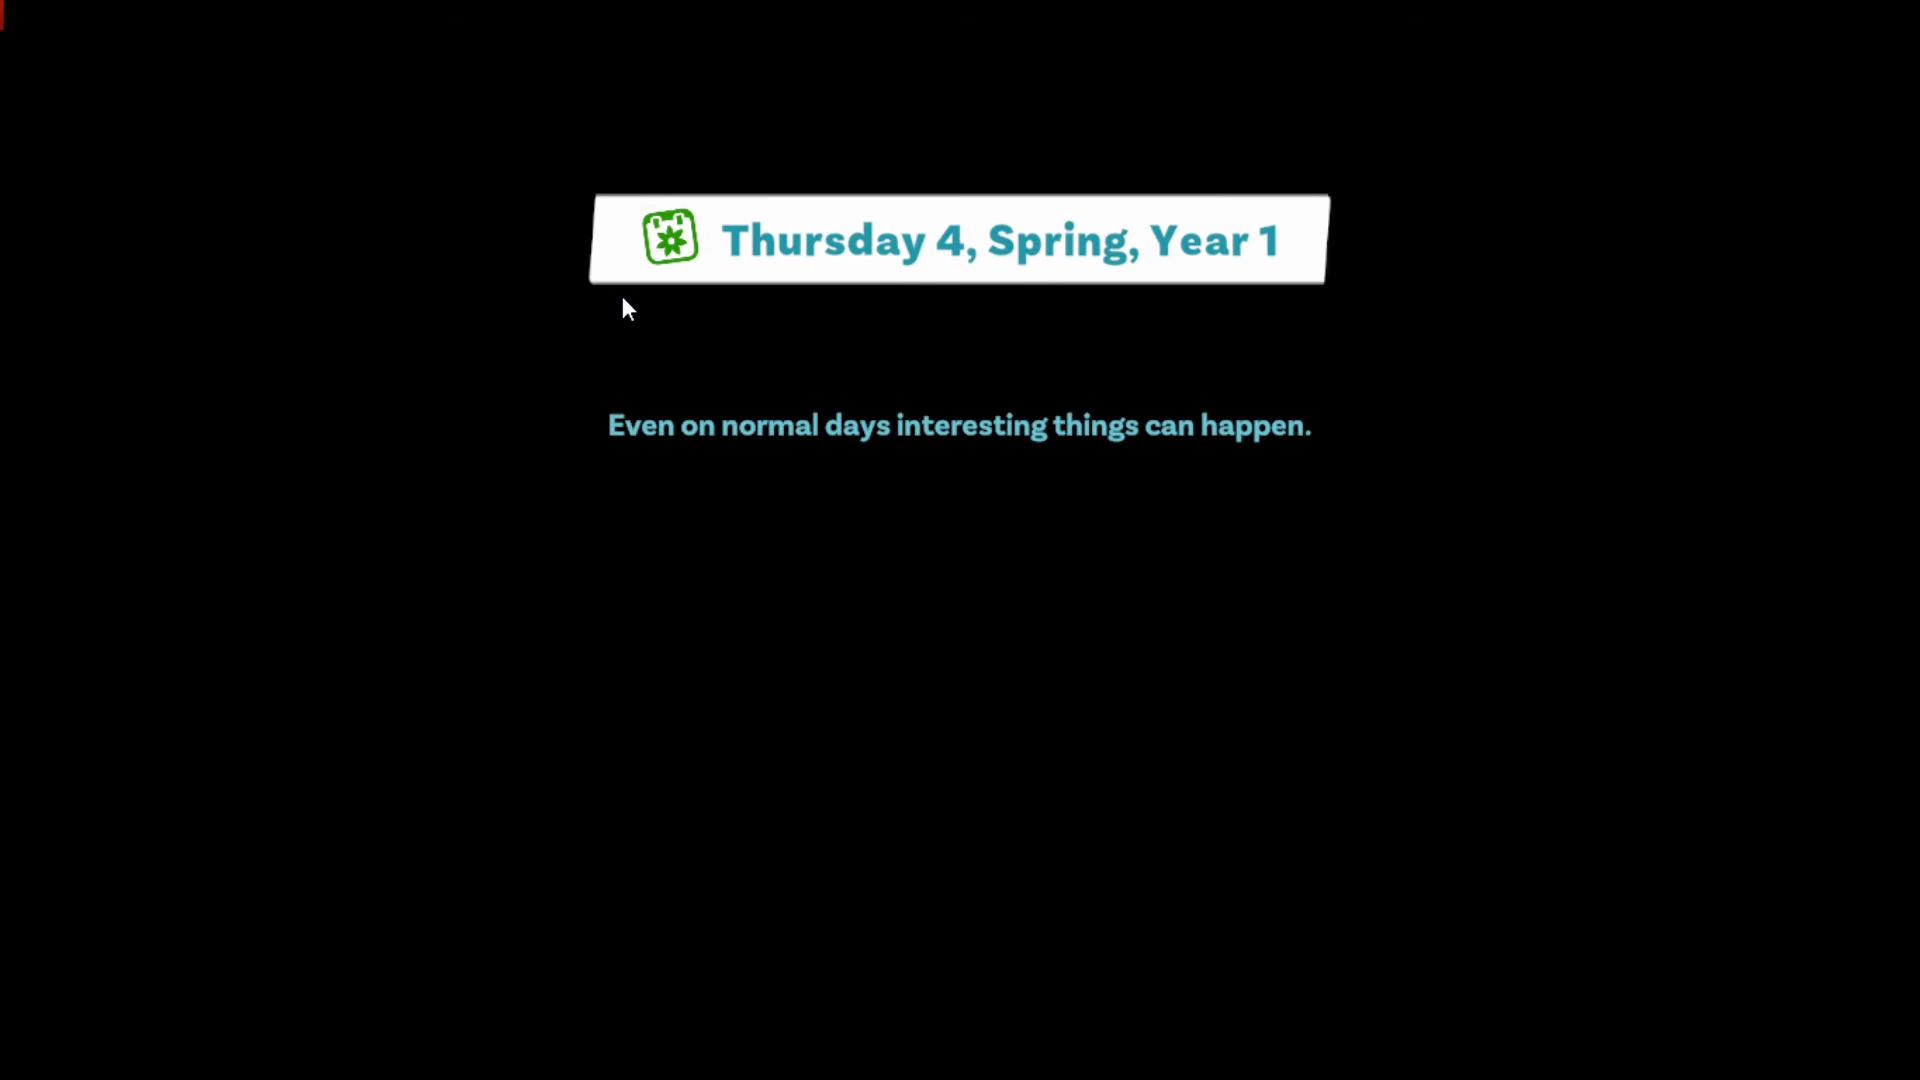 Thursday 4, Spring, Year 1
Even on normal days interesting things can happen.